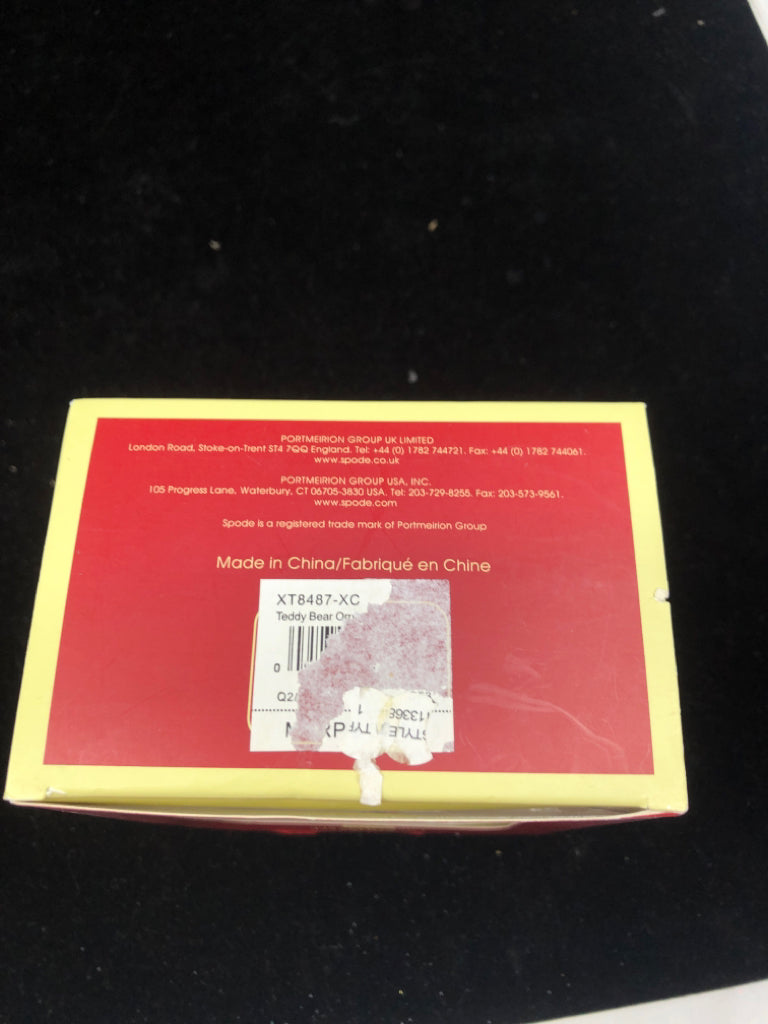 PORTMEIRION GROUP UK LIMITED
London Road, Stoke-on-Trent ST4 7QQ England. Tel: +44 (0) 1782 744721. Fax: +44 (0) 1782 744061.
www.spode.co.uk
PORTMEIRION GROUP USA, INC.
105 Progress Lane, Waterbury, CT 06705-3830 USA. Tel: 203-729-8255. Fax: 203-573-9561.
www.spode.com
Spode is a registered trade mark of Portmeirion Group
Made in China/Fabriqué en Chine
XT8487-XC
Teddy Bear
0
STYLE